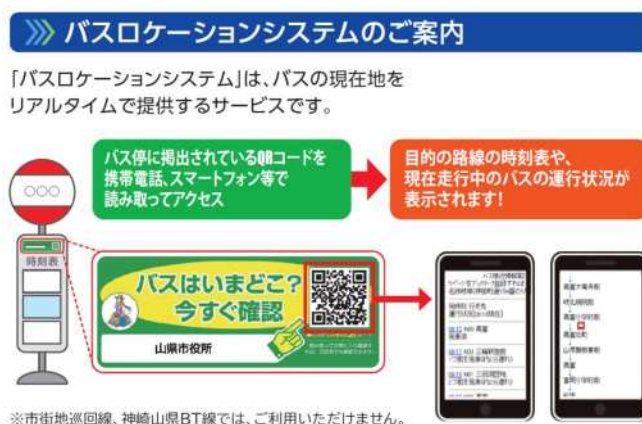 バスロケーションシステムのご案内
「バスロケーションシステム」は、バスの現在地を
リアルタイムで提供するサービスです。
バス停に掲出されているQRコードを
携帯電話、スマートフォン等で
読み取ってアクセス
目的の路線の時刻表や、
現在走行中のバスの運行状況が
表示されます!
○○○
時刻表
バスはいまどこ?
今すぐ確認
山県市役所
※市街地巡回線、神崎山県BT線では、ご利用いただけません。